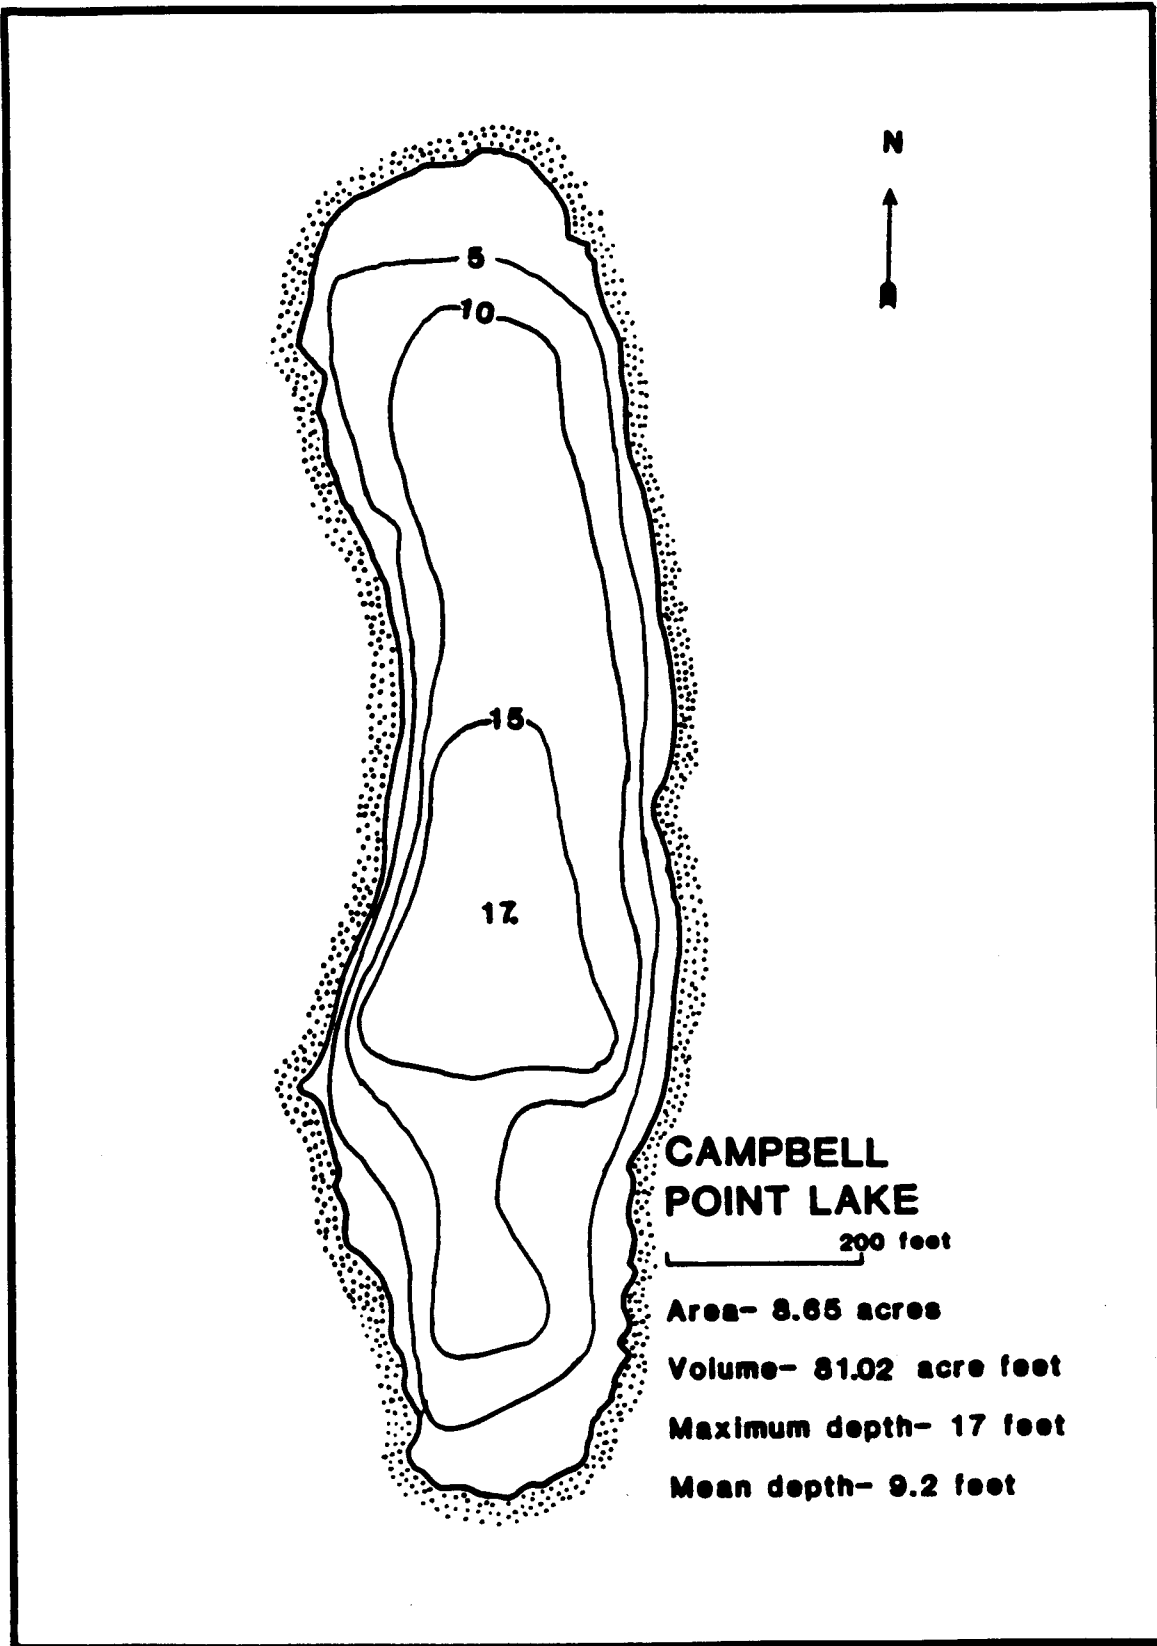 N
5
10
15
17.
CAMPBELL
POINT LAKE
200 feet
Area- 8.65 acres
Volume- 81.02 acre feet
Maximum depth- 17 feet
Mean depth- 9.2 feet